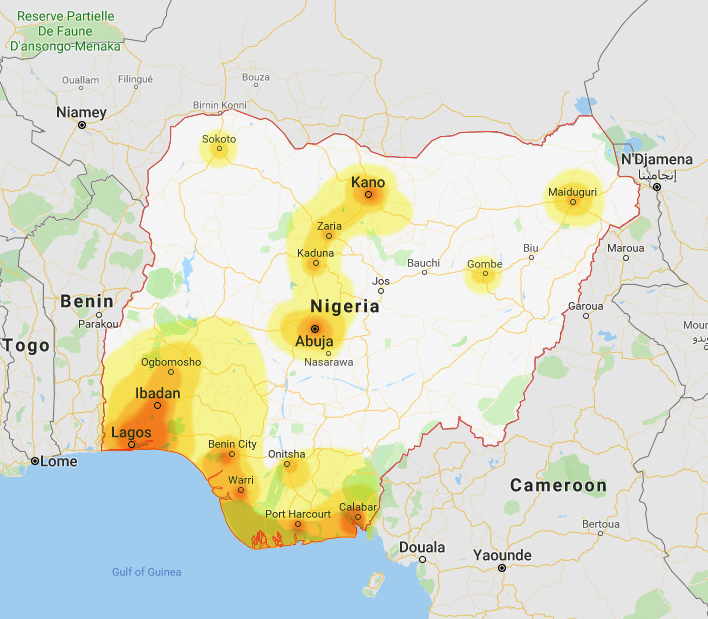 Reserve Partielle
De Faune
D'ansongo-Menaka
Ouallam
Filingué
Bouza
Niamey
Birnin Konni
Sokoto
N'Djamena
إنجامينا
Kano
Maiduguri
Zaria
Kaduna
Biu
Maroua
Bauchi
Gombe
Jos
Benin
Nigeria
Garoua
Parakou
Togo
Abuja
Nasarawa
Ogbomosho
Ibadan
Lagos
Benin City
Onitsha
Lome
Warri
Cameroon
Port Harcourt
Calabar
Bertoua
Douala
Yaounde
Gulf of Guinea